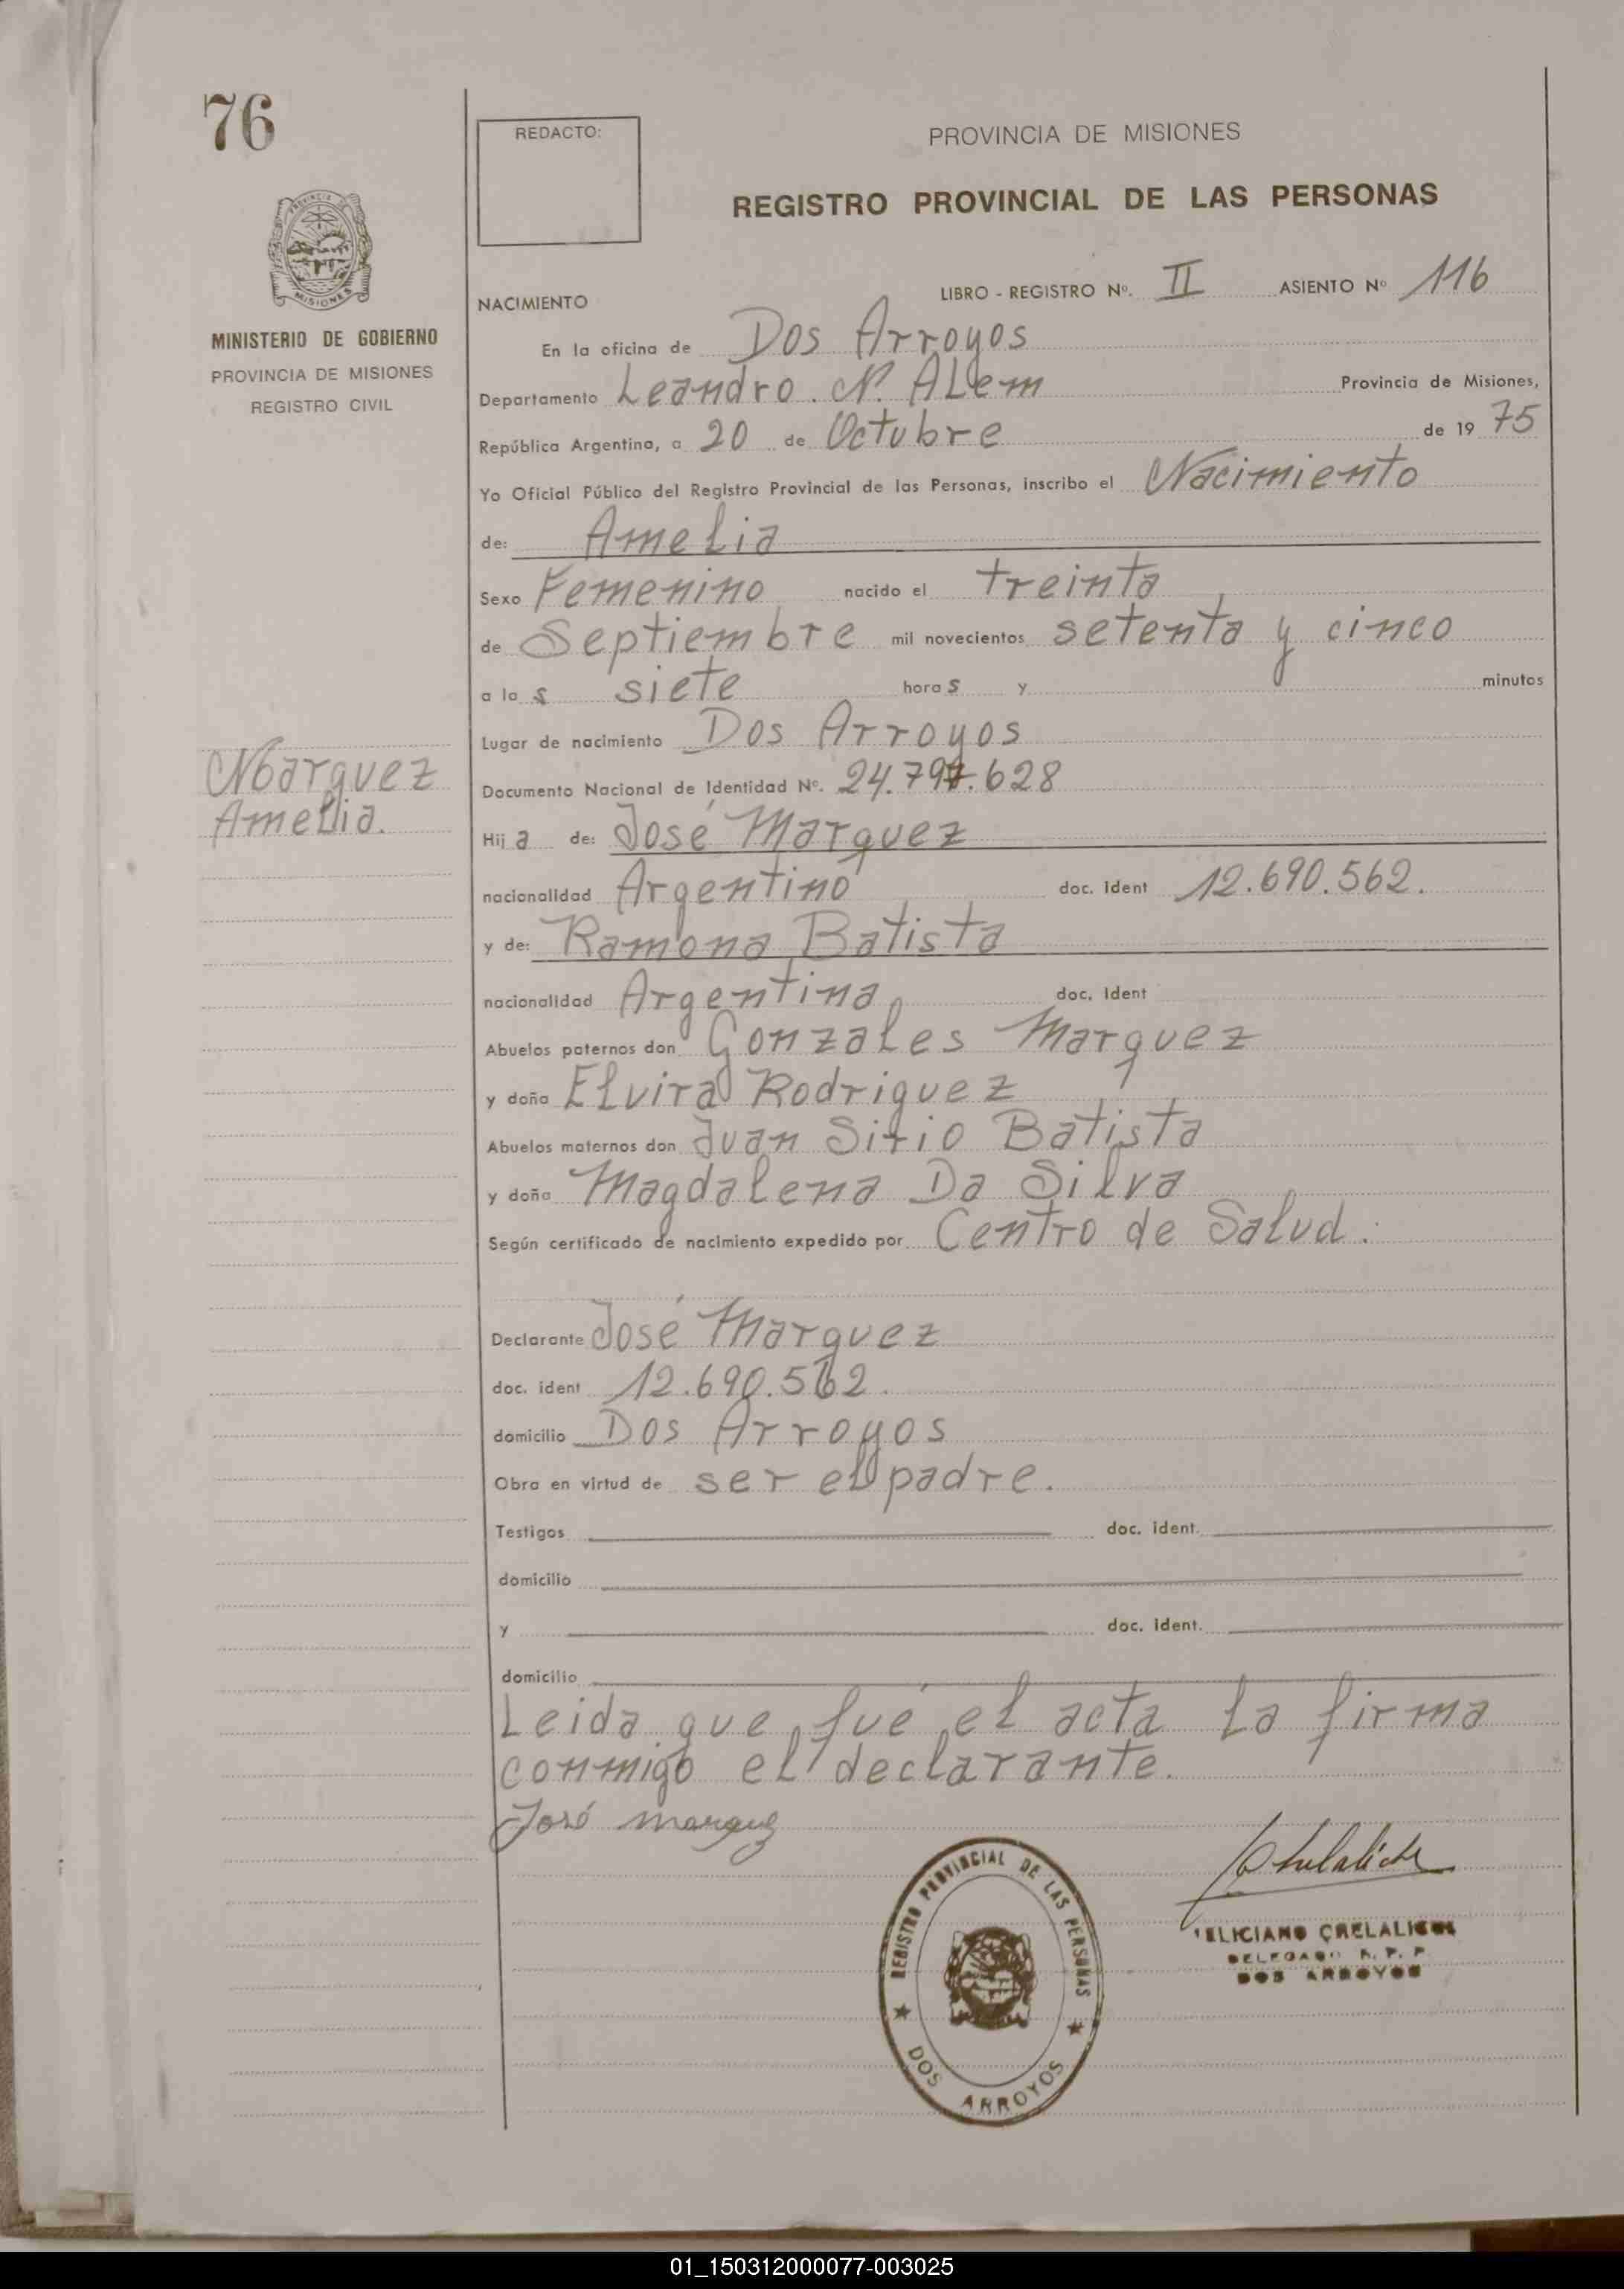 76
REDACTO:
PROVINCIA DE MISIONES
REGISTRO PROVINCIAL DE LAS PERSONAS
MISIONES
MINISTERIO DE GOBIERNO
PROVINCIA DE MISIONES
REGISTRO CIVIL
LIBRO - REGISTRO Nº. II ASIENTO Nº 116
NACIMIENTO
En la oficina de Dos Arroyos
Departamento Leandro. N. ALem Provincia de Misiones,
República Argentina, a 20 de Octubre de 19 75
Yo Oficial Público del Registro Provincial de las Personas, inscribo el Nacimiento
de: Amelia
Sexo Femenino nacido el treinta
de Septiembre mil novecientos setenta y cinco
a la s siete hora s y minutos
Lugar de nacimiento Dos Arroyos
Marquez
Amelia.
Documento Nacional de Identidad Nº. 24.797.628
Hij a de: José Marquez
nacionalidad Argentino doc. ident 12.690.562.
y de: Ramona Batista
nacionalidad Argentina doc. ident
Abuelos paternos don Gonzales Marquez
y doña Elvira Rodriguez
Abuelos maternos don Juan Sirio Batista
y doña Magdalena Da Silva
Según certificado de nacimiento expedido por Centro de Salud.
Declarante José Marquez
doc. ident 12.690.562.
domicilio Dos Arroyos
Obra en virtud de ser el padre.
Testigos doc. ident.
domicilio
y doc. ident.
domicilio
Leida que fué el acta la firma
conmigo el declarante.
José Marquez
REGISTRO PROVINCIAL DE LAS PERSONAS
DOS ARROYOS
FELICIANO CHELALICHE
DELEGADO R. P. P.
DOS ARROYOS
01_150312000077-003025